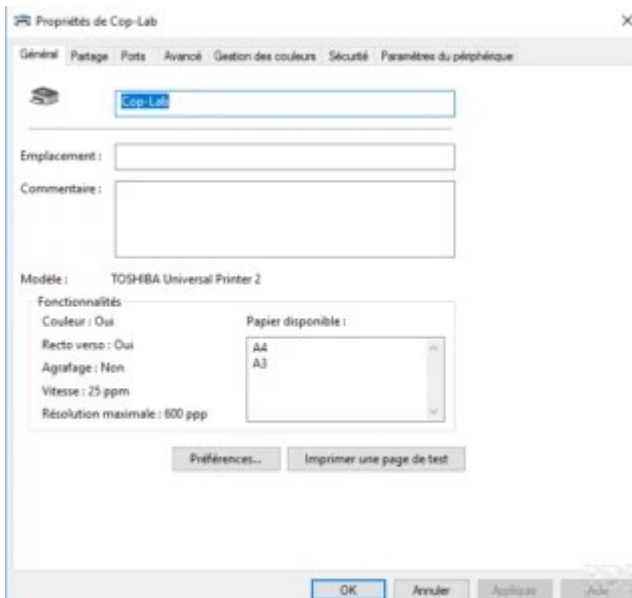 Propriétés de Cop-Lab
Général Partage Ports Avancé Gestion des couleurs Sécurité Paramètres du périphérique
Cop-Lab
Emplacement :
Commentaire :
Modèle : TOSHIBA Universal Printer 2
Fonctionnalités
Couleur : Oui
Recto verso : Oui
Agrafage : Non
Vitesse : 25 ppm
Résolution maximale : 600 ppp
Papier disponible :
A4
A3
Préférences... Imprimer une page de test
OK Annuler Appliquer Aide